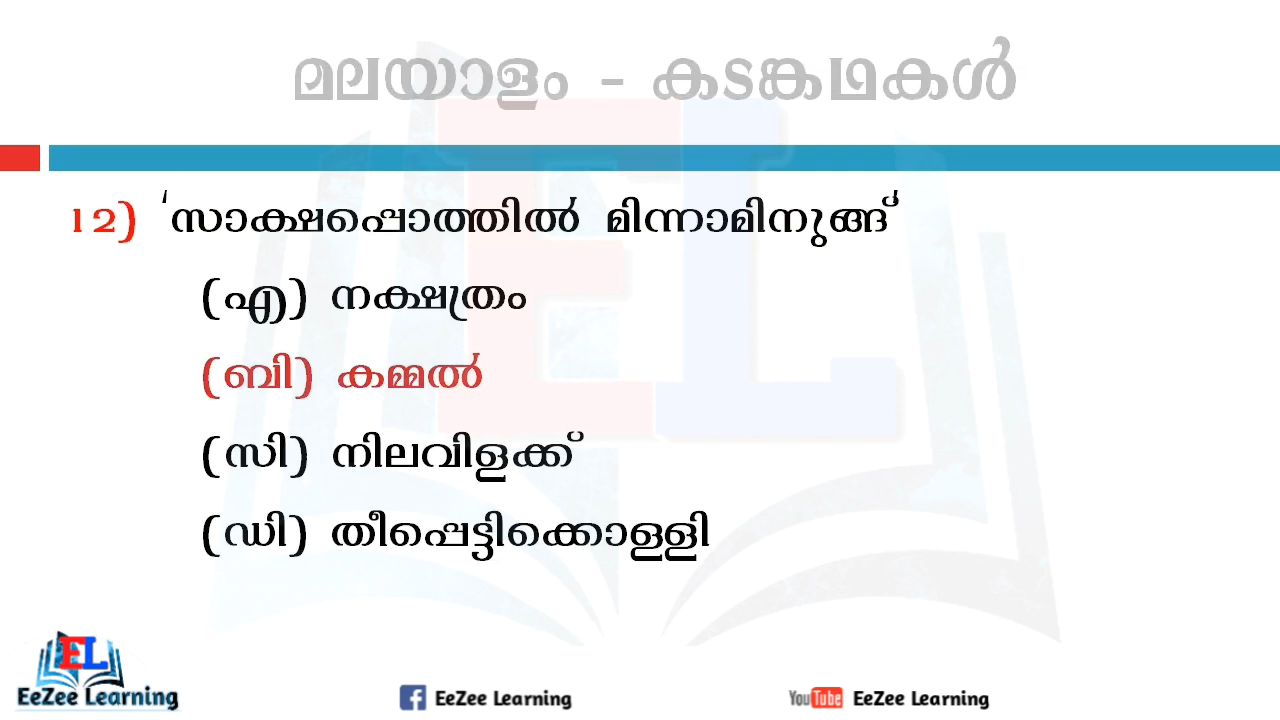 മലയാളം - കടങ്കഥകൾ
12) 'സാക്ഷപ്പൊത്തിൽ മിന്നാമിനുങ്ങ്'
(എ) നക്ഷത്രം
(ബി) കമ്മൽ
(സി) നിലവിളക്ക്
(ഡി) തീപ്പെട്ടിക്കൊള്ളി
EL
EL
EeZee Learning
f EeZee Learning
YouTube EeZee Learning